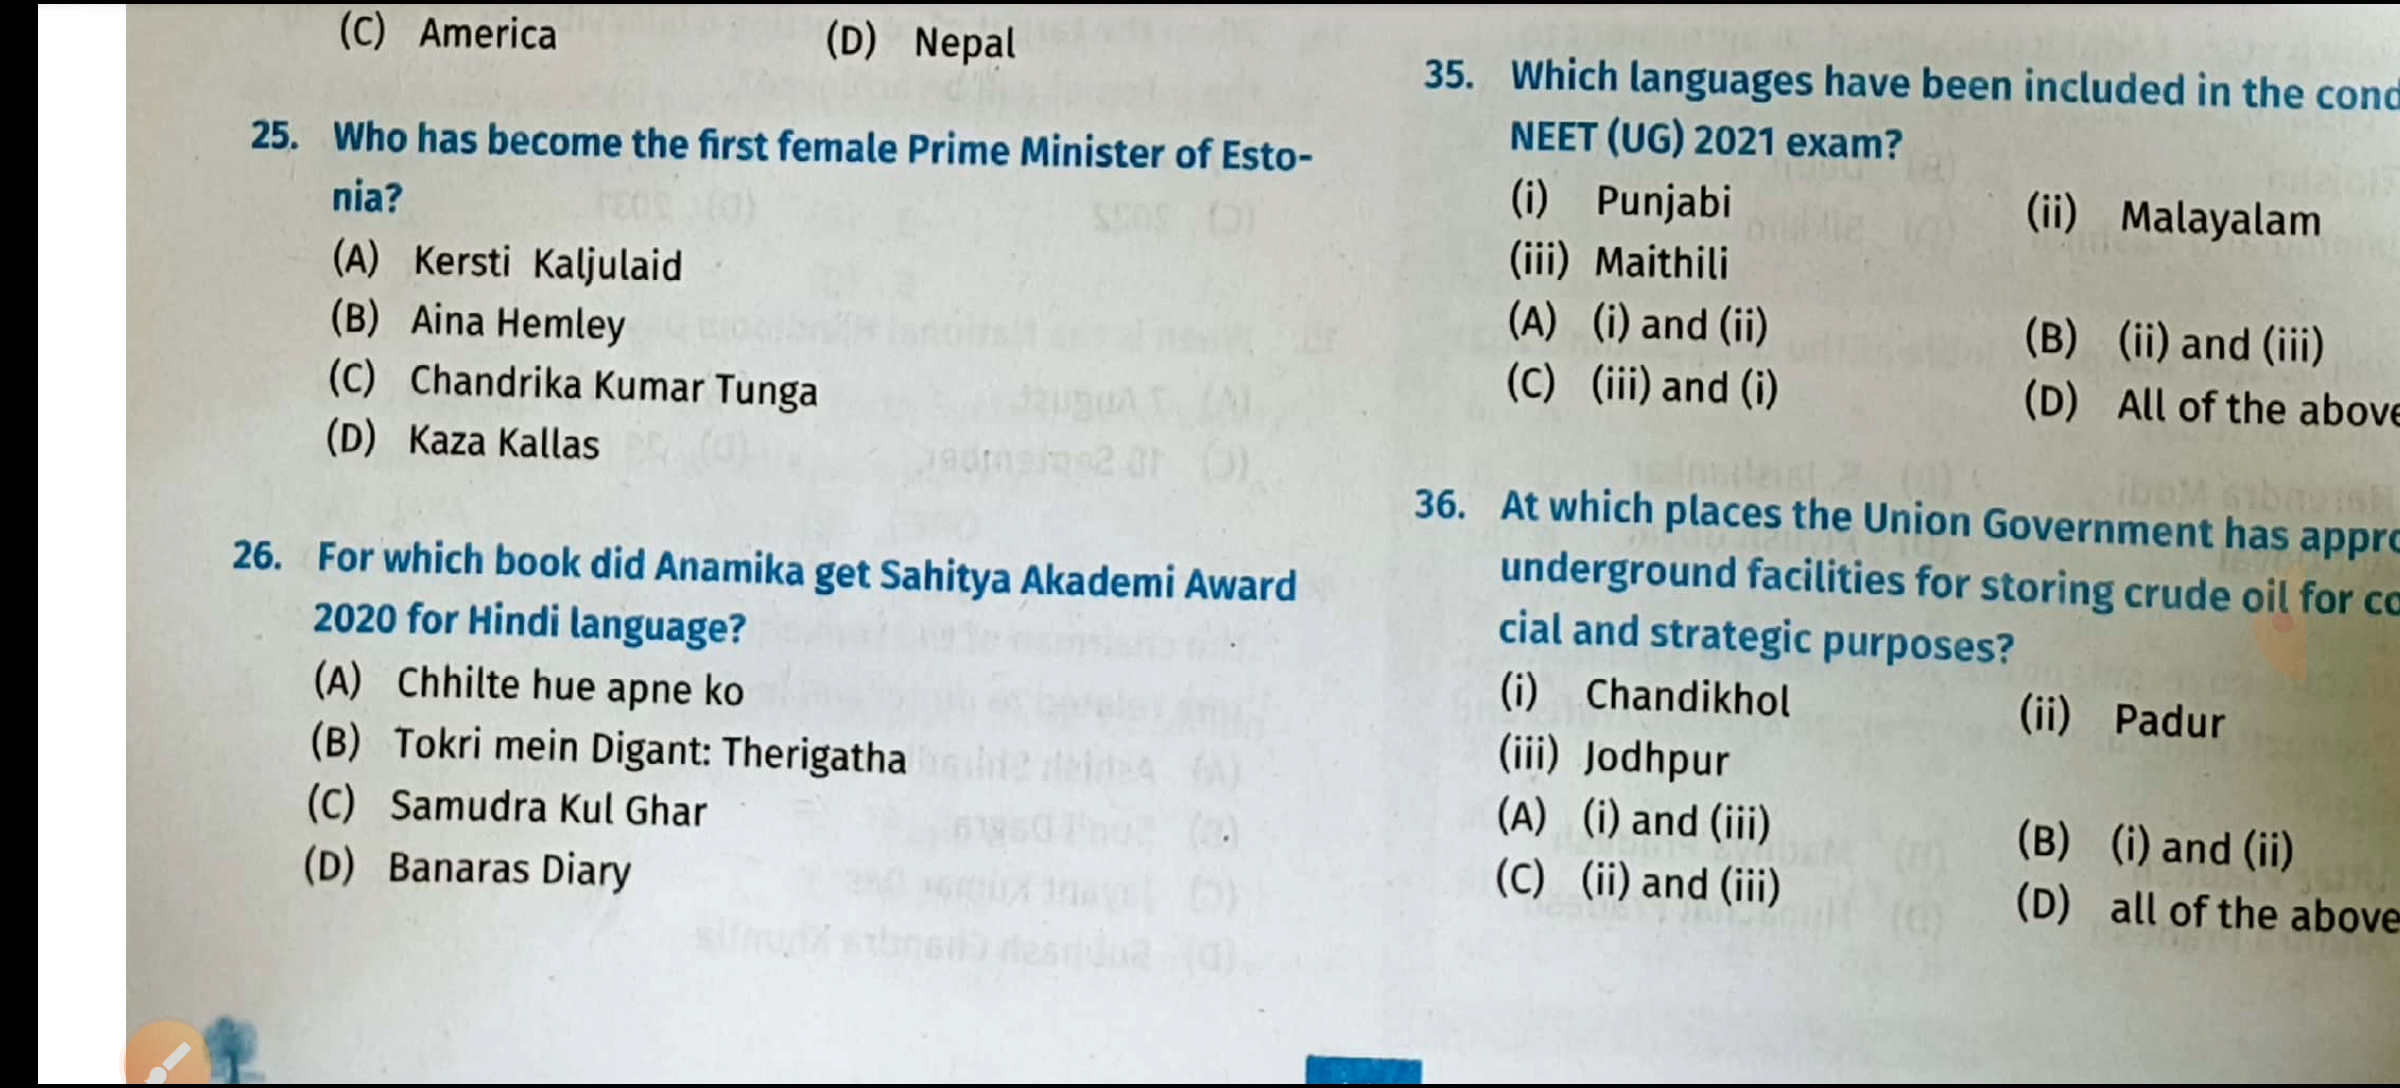 (C) America (D) Nepal
25. Who has become the first female Prime Minister of Esto-
nia?
(A) Kersti Kaljulaid
(B) Aina Hemley
(C) Chandrika Kumar Tunga
(D) Kaza Kallas
26. For which book did Anamika get Sahitya Akademi Award
2020 for Hindi language?
(A) Chhilte hue apne ko
(B) Tokri mein Digant: Therigatha
(C) Samudra Kul Ghar
(D) Banaras Diary
35. Which languages have been included in the cond
NEET (UG) 2021 exam?
(i) Punjabi (ii) Malayalam
(iii) Maithili
(A) (i) and (ii) (B) (ii) and (iii)
(C) (iii) and (i) (D) All of the above
36. At which places the Union Government has appro
underground facilities for storing crude oil for co
cial and strategic purposes?
(i) Chandikhol (ii) Padur
(iii) Jodhpur
(A) (i) and (iii) (B) (i) and (ii)
(C) (ii) and (iii) (D) all of the above